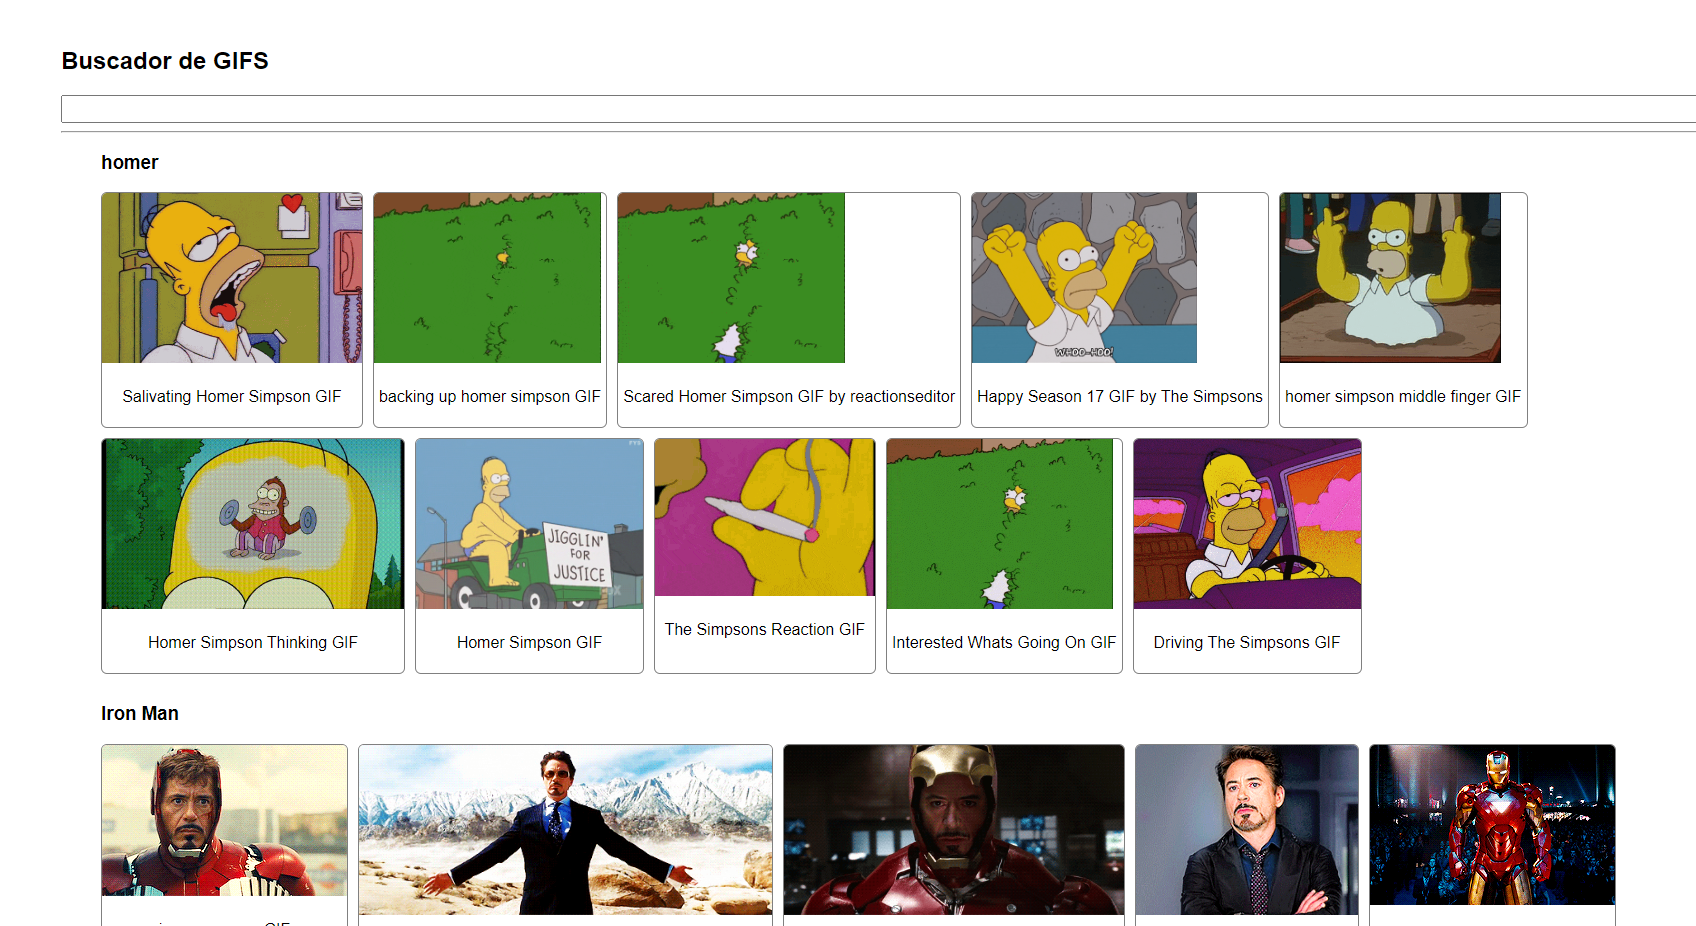 Buscador de GIFS
homer
WHOO-HOO!
Salivating Homer Simpson GIF
backing up homer simpson GIF
Scared Homer Simpson GIF by reactionseditor
Happy Season 17 GIF by The Simpsons
homer simpson middle finger GIF
JIGGLIN'
FOR
JUSTICE
Homer Simpson Thinking GIF
Homer Simpson GIF
The Simpsons Reaction GIF
Interested Whats Going On GIF
Driving The Simpsons GIF
Iron Man
GIF